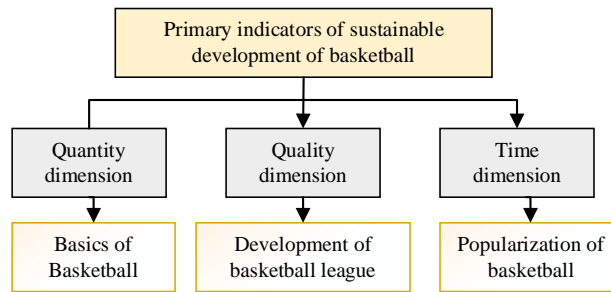 Primary indicators of sustainable
development of basketball
Quantity
dimension
Quality
dimension
Time
dimension
Basics of
Basketball
Development of
basketball league
Popularization of
basketball